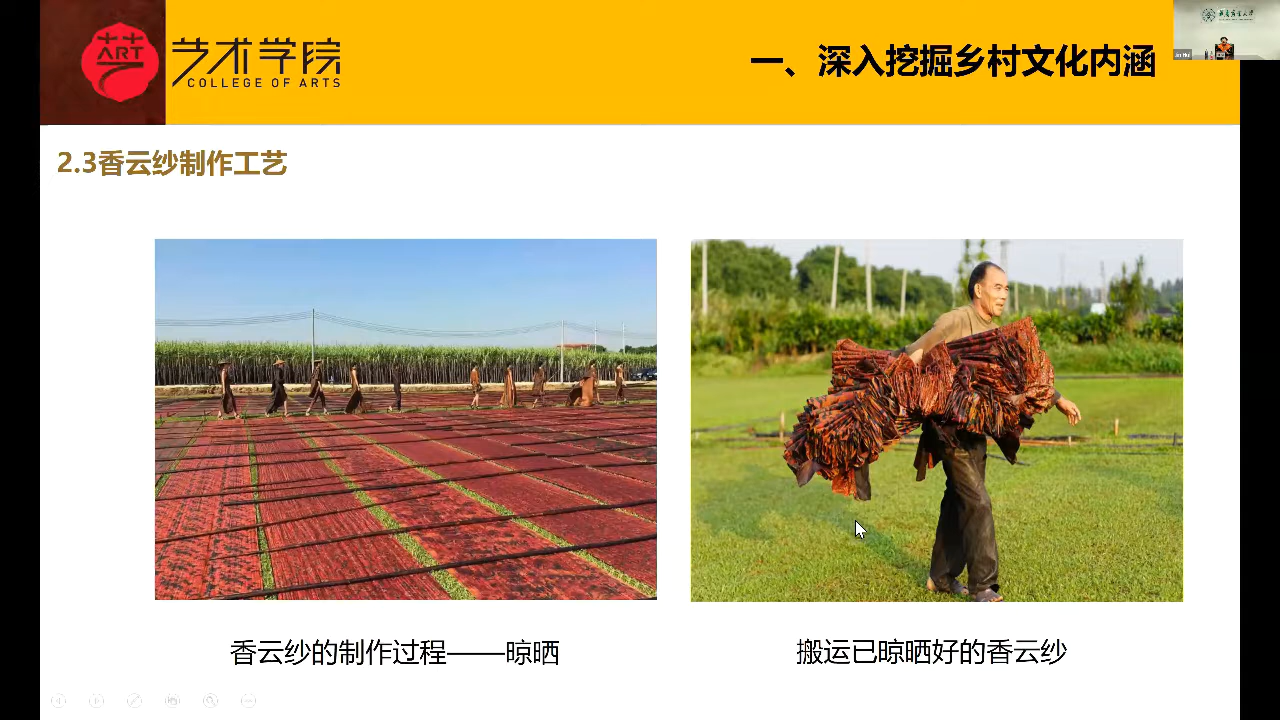 ART
艺术学院
COLLEGE OF ARTS
一、深入挖掘乡村文化内涵
2.3香云纱制作工艺
香云纱的制作过程——晾晒
搬运已晾晒好的香云纱